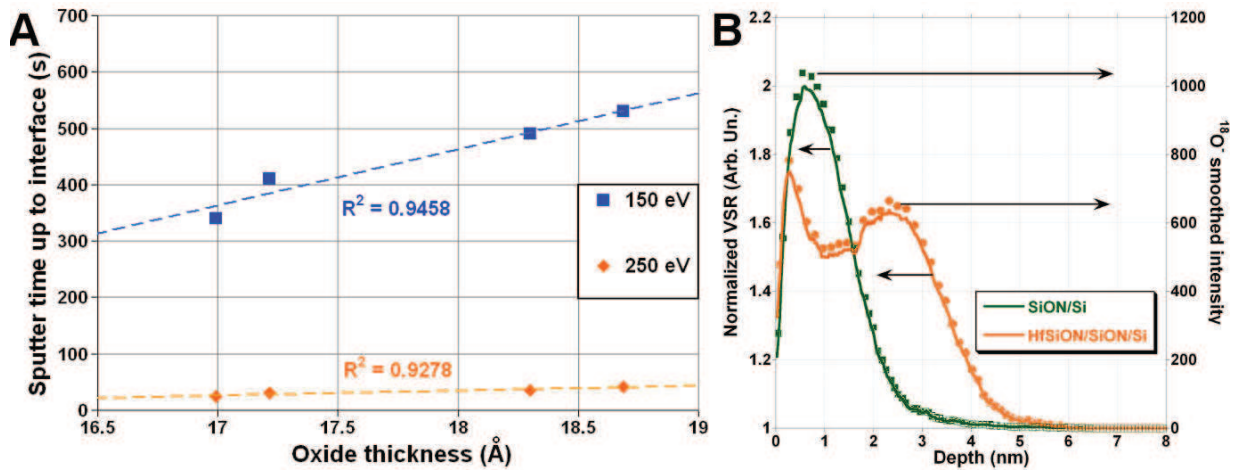 A
Sputter time up to interface (s)
700
600
500
400
300
200
100
0
16.5 17 17.5 18 18.5 19
Oxide thickness (Å)
R² = 0.9458
R² = 0.9278
150 eV
250 eV
B
Normalized VSR (Arb. Un.)
2.2
2
1.8
1.6
1.4
1.2
1
0 1 2 3 4 5 6 7 8
Depth (nm)
1200
1000
800
600
400
200
0
¹⁸O⁻ smoothed intensity
SiON/Si
HfSiON/SiON/Si